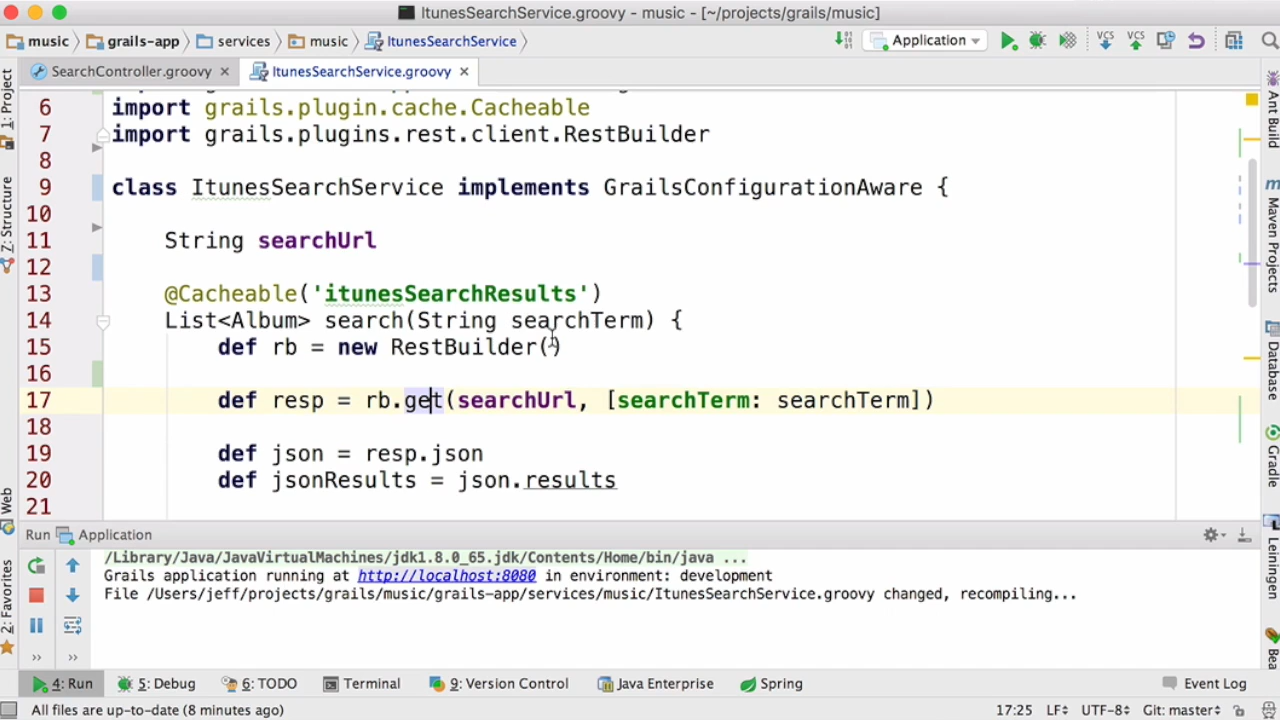 ItunesSearchService.groovy - music - [~/projects/grails/music]
music grails-app services music ItunesSearchService Application VCS VCS
SearchController.groovy ItunesSearchService.groovy
6 import grails.plugin.cache.Cacheable
7 import grails.plugins.rest.client.RestBuilder
8
9 class ItunesSearchService implements GrailsConfigurationAware {
10
11 String searchUrl
12
13 @Cacheable('itunesSearchResults')
14 List<Album> search(String searchTerm) {
15 def rb = new RestBuilder()
16
17 def resp = rb.get(searchUrl, [searchTerm: searchTerm])
18
19 def json = resp.json
20 def jsonResults = json.results
21
1: Project
7: Structure
Web
2: Favorites
Ant Build
Maven Projects
Database
Gradle
Leiningen
Bea
Run Application
/Library/Java/JavaVirtualMachines/jdk1.8.0_65.jdk/Contents/Home/bin/java ...
Grails application running at http://localhost:8080 in environment: development
File /Users/jeff/projects/grails/music/grails-app/services/music/ItunesSearchService.groovy changed, recompiling...
4: Run 5: Debug 6: TODO Terminal 9: Version Control Java Enterprise Spring Event Log
All files are up-to-date (8 minutes ago) 17:25 LF UTF-8 Git: master